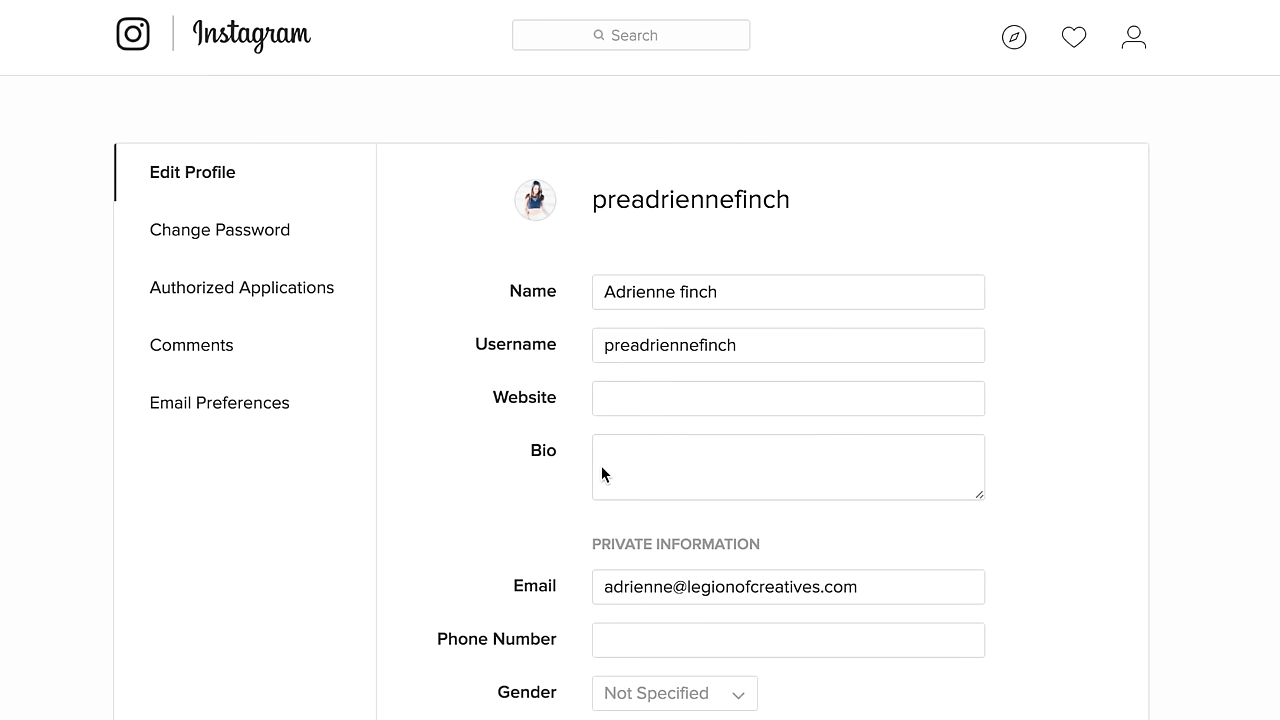 Instagram
Search
Edit Profile
Change Password
Authorized Applications
Comments
Email Preferences
preadriennefinch
Name Adrienne finch
Username preadriennefinch
Website
Bio
PRIVATE INFORMATION
Email adrienne@legionofcreatives.com
Phone Number
Gender Not Specified